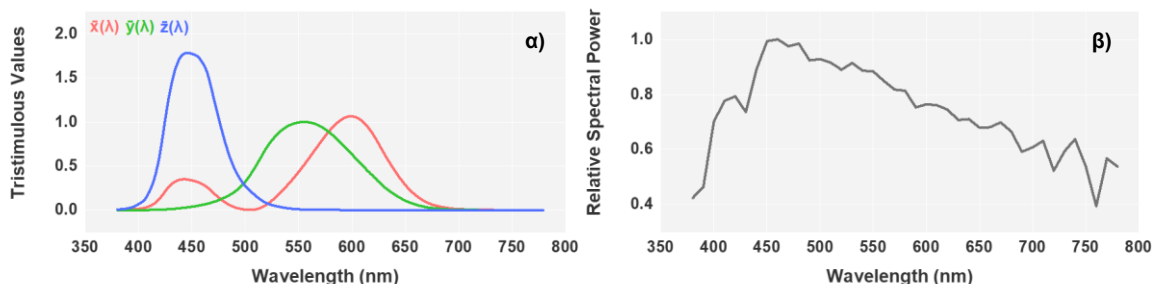 x̄(λ) ȳ(λ) z̄(λ)
α)
Tristimulous Values
2.0
1.5
1.0
0.5
0.0
350 400 450 500 550 600 650 700 750 800
Wavelength (nm)
β)
Relative Spectral Power
1.0
0.8
0.6
0.4
350 400 450 500 550 600 650 700 750 800
Wavelength (nm)